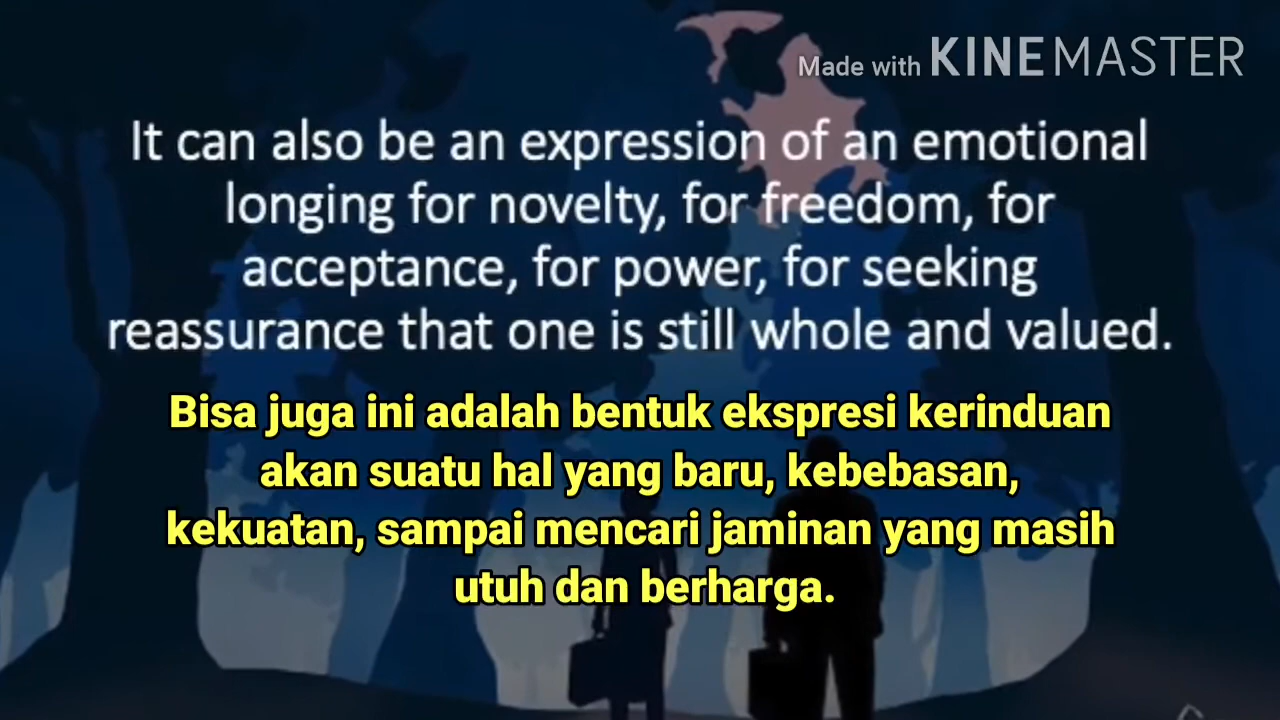 Made with KINEMASTER
It can also be an expression of an emotional
longing for novelty, for freedom, for
acceptance, for power, for seeking
reassurance that one is still whole and valued.
Bisa juga ini adalah bentuk ekspresi kerinduan
akan suatu hal yang baru, kebebasan,
kekuatan, sampai mencari jaminan yang masih
utuh dan berharga.